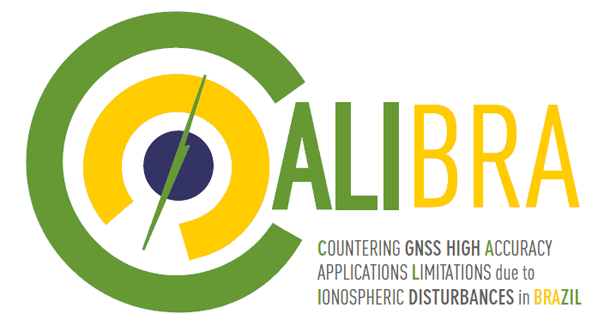 CALIBRA
COUNTERING GNSS HIGH ACCURACY
APPLICATIONS LIMITATIONS due to
IONOSPHERIC DISTURBANCES in BRAZIL